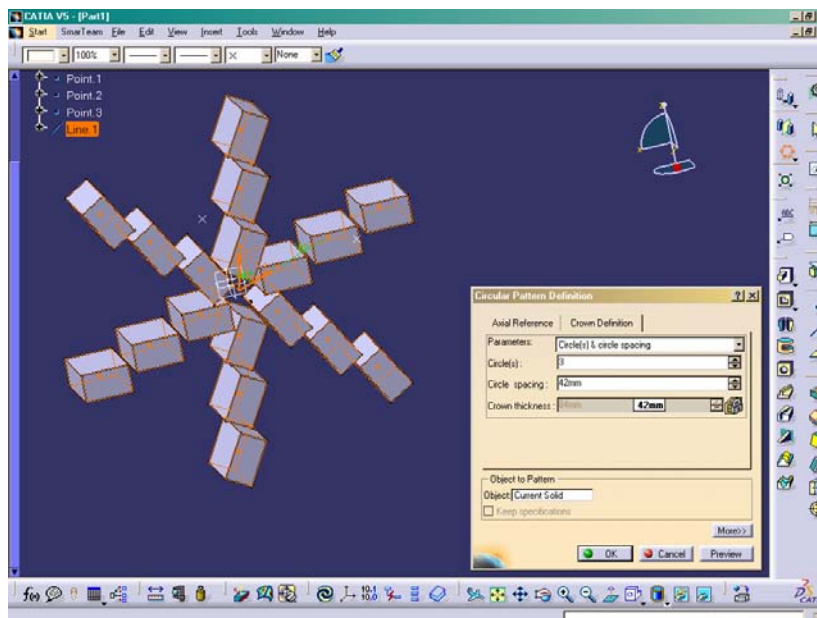 CATIA V5 - [Part1]
Start SmarTeam File Edit View Insert Tools Window Help
100% None
Point.1
Point.2
Point.3
Line.1
Circular Pattern Definition
Axial Reference Crown Definition
Parameters: Circle(s) & circle spacing
Circle(s) : 3
Circle spacing : 42mm
Crown thickness : 84mm 42mm
Object to Pattern
Object: Current Solid
Keep specifications
More>>
OK Cancel Preview